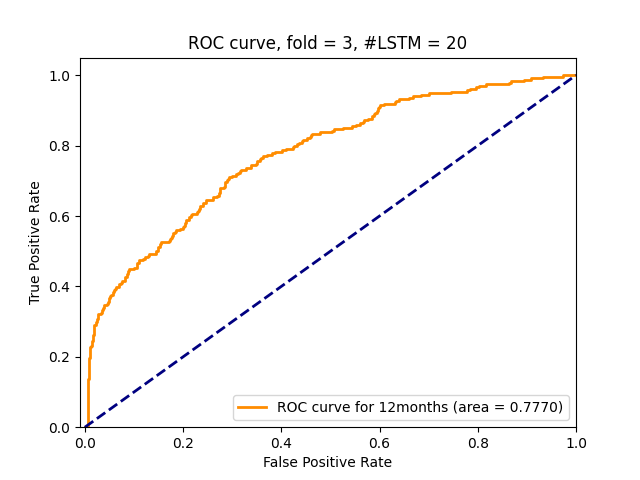 ROC curve, fold = 3, #LSTM = 20
1.0
0.8
0.6
0.4
0.2
0.0
True Positive Rate
ROC curve for 12months (area = 0.7770)
0.0 0.2 0.4 0.6 0.8 1.0
False Positive Rate